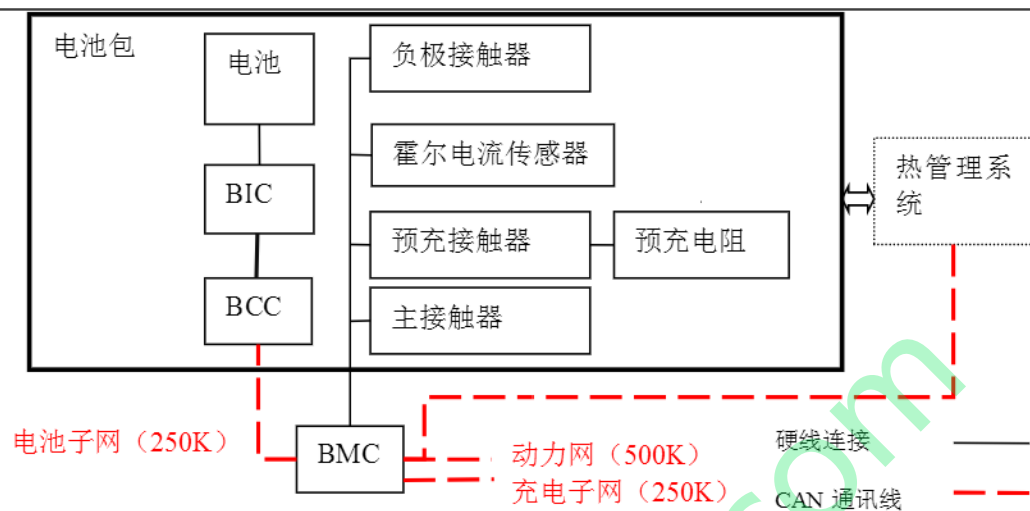 电池包
电池
负极接触器
霍尔电流传感器
热管理系
统
BIC
预充接触器
预充电阻
BCC
主接触器
电池子网（250K）
BMC
动力网（500K）
充电子网（250K）
硬线连接
CAN 通讯线
com